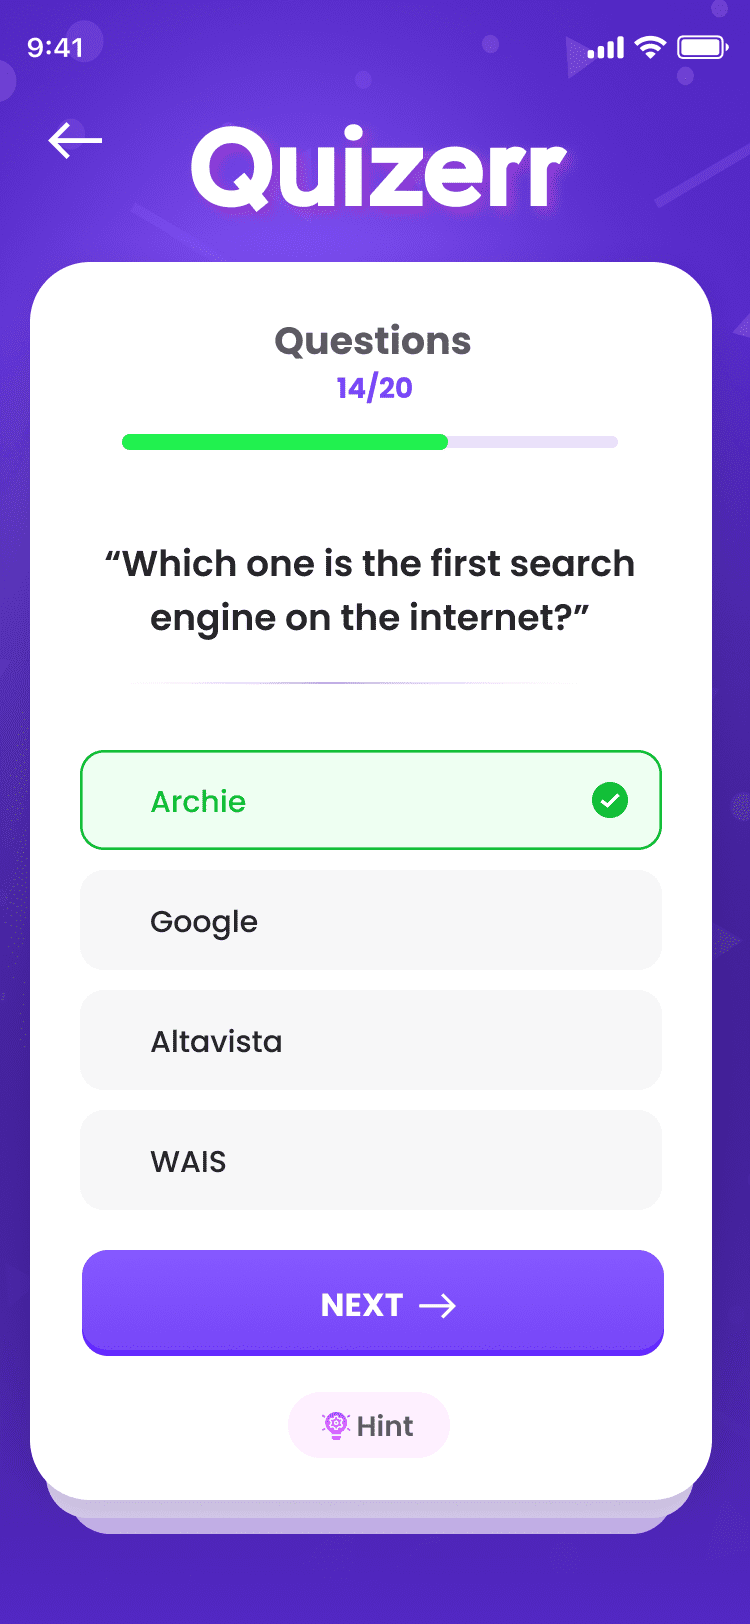 9:41
Quizerr
Questions
14/20
“Which one is the first search
engine on the internet?”
Archie
Google
Altavista
WAIS
NEXT
Hint